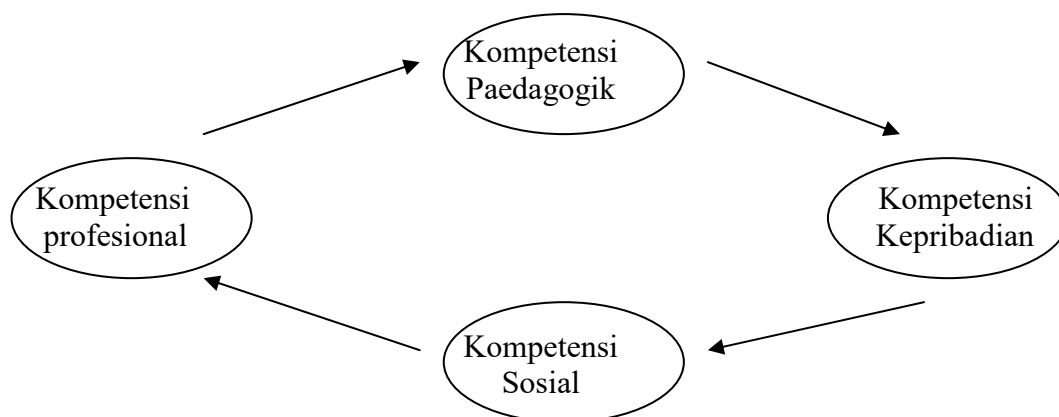 Kompetensi
Paedagogik
Kompetensi
profesional
Kompetensi
Kepribadian
Kompetensi
Sosial